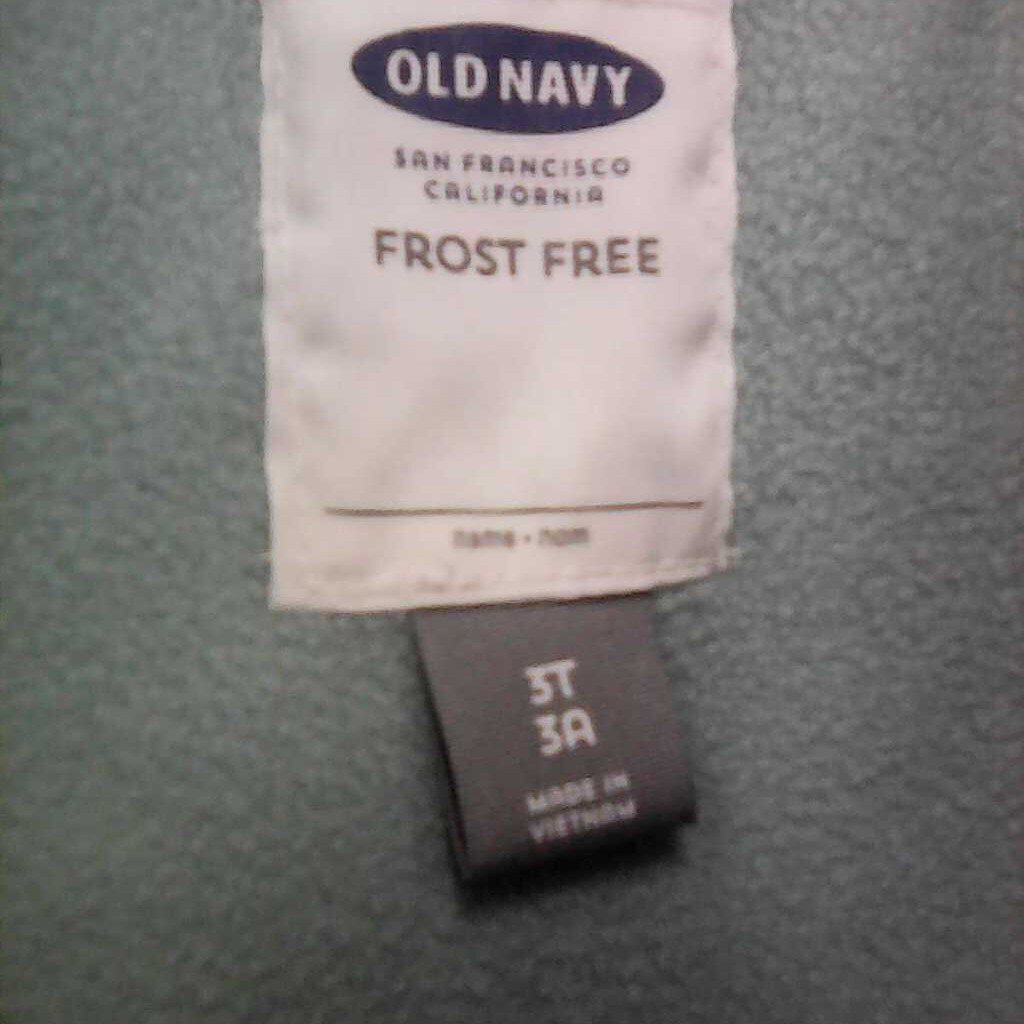 OLD NAVY
SAN FRANCISCO
CALIFORNIA
FROST FREE
name • nom
3T
3A
MADE IN
VIETNAM